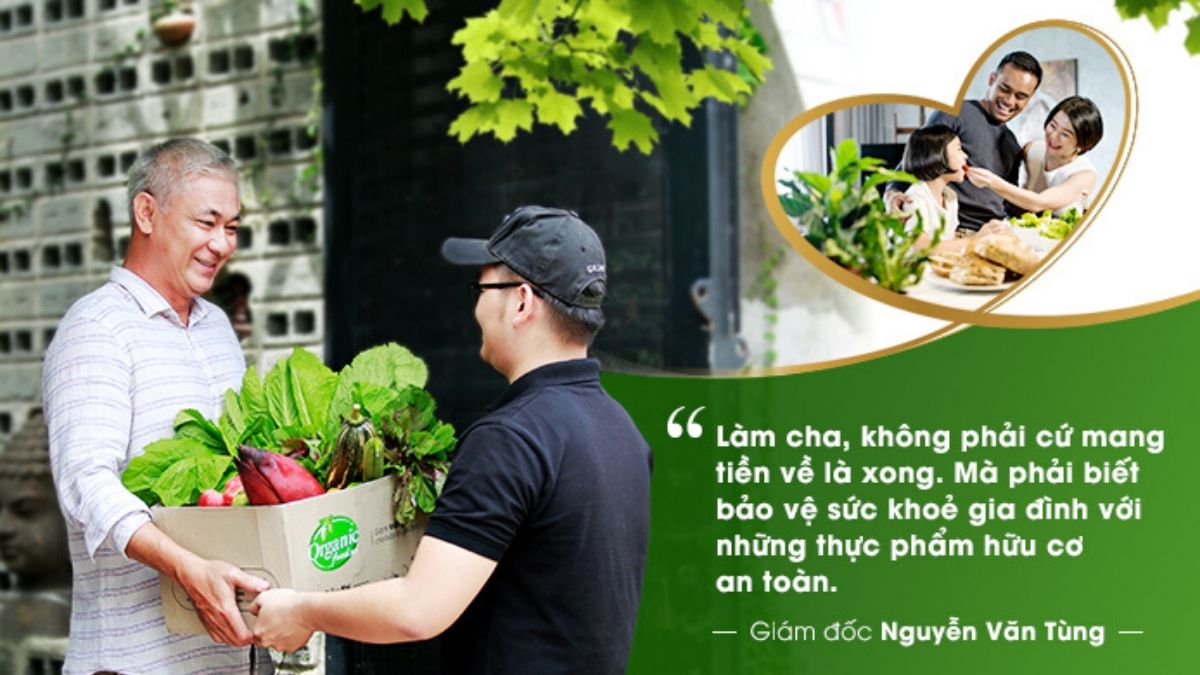 “ Làm cha, không phải cứ mang
tiền về là xong. Mà phải biết
bảo vệ sức khoẻ gia đình với
những thực phẩm hữu cơ
an toàn.
— Giám đốc Nguyễn Văn Tùng —
Organic
foods